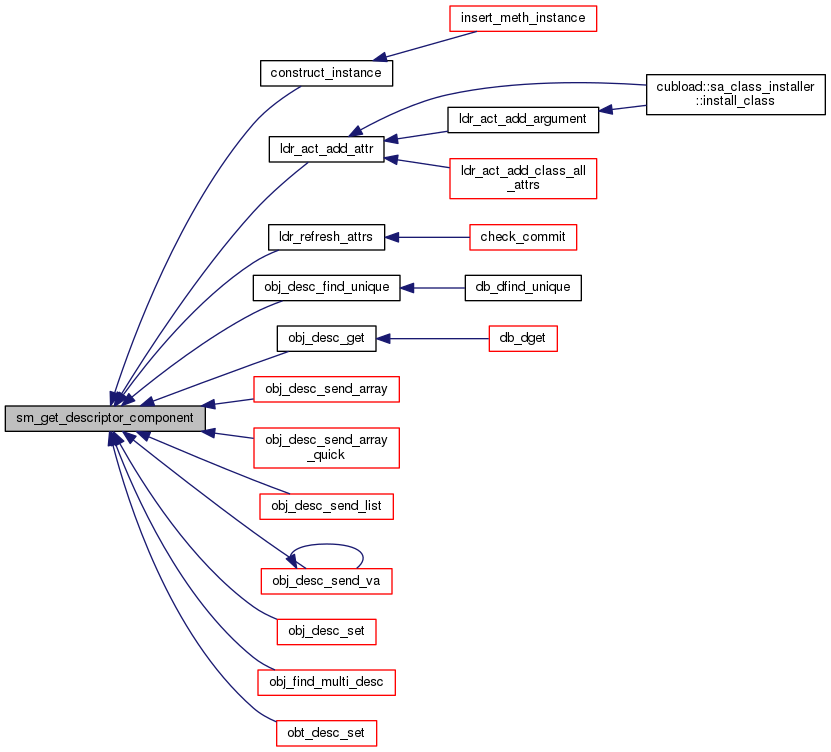 insert_meth_instance
construct_instance
cubload::sa_class_installer
::install_class
ldr_act_add_argument
ldr_act_add_attr
ldr_act_add_class_all
_attrs
ldr_refresh_attrs
check_commit
obj_desc_find_unique
db_dfind_unique
obj_desc_get
db_dget
obj_desc_send_array
sm_get_descriptor_component
obj_desc_send_array
_quick
obj_desc_send_list
obj_desc_send_va
obj_desc_set
obj_find_multi_desc
obt_desc_set